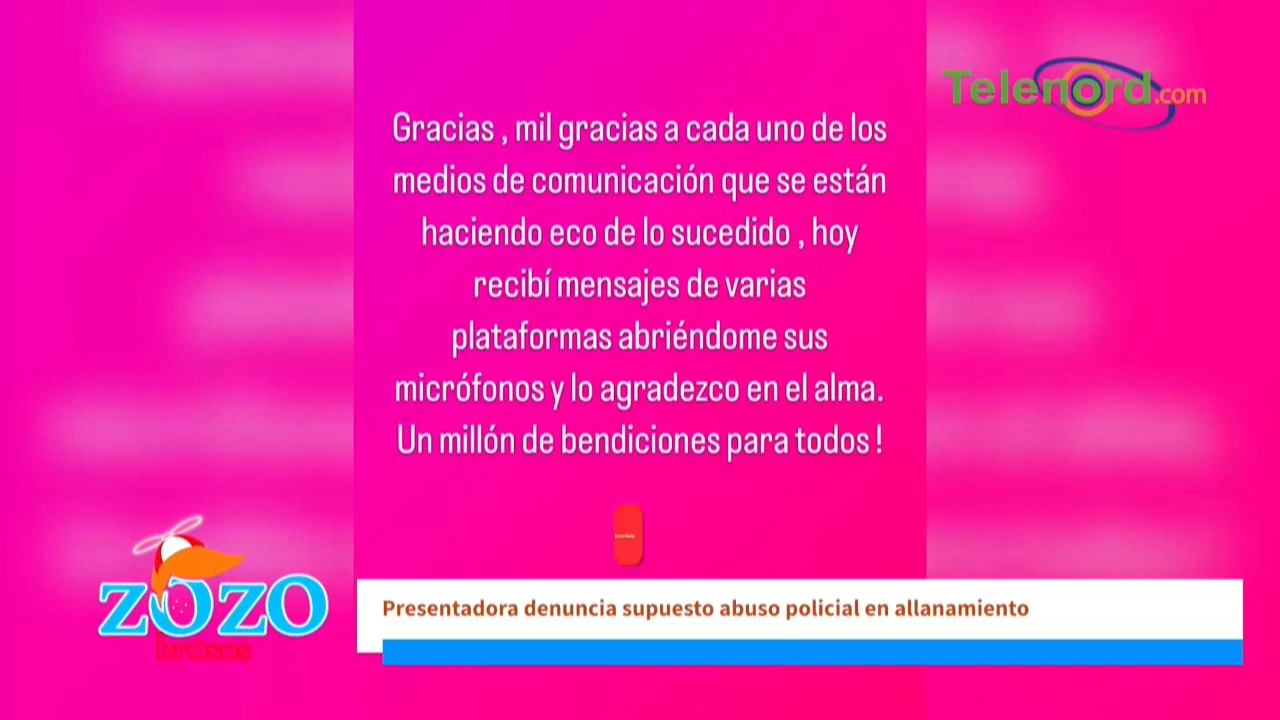 Telenord.com
Gracias , mil gracias a cada uno de los
medios de comunicación que se están
haciendo eco de lo sucedido , hoy
recibí mensajes de varias
plataformas abriéndome sus
micrófonos y lo agradezco en el alma.
Un millón de bendiciones para todos !
ZOZO
brosos
Presentadora denuncia supuesto abuso policial en allanamiento